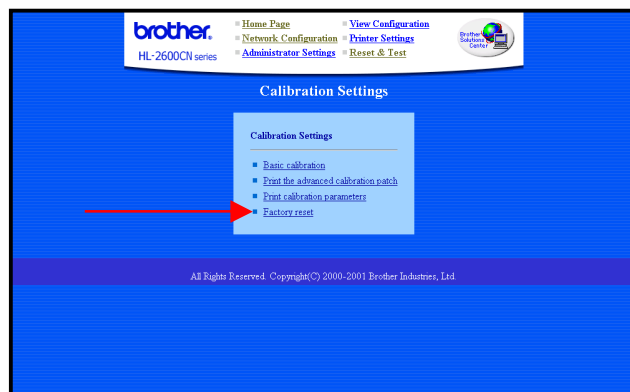 brother.
HL-2600CN series
Home Page View Configuration
Network Configuration Printer Settings
Administrator Settings Reset & Test
Brother
Solutions
Center
Calibration Settings
Calibration Settings
Basic calibration
Print the advanced calibration patch
Print calibration parameters
Factory reset
All Rights Reserved. Copyright(C) 2000-2001 Brother Industries, Ltd.